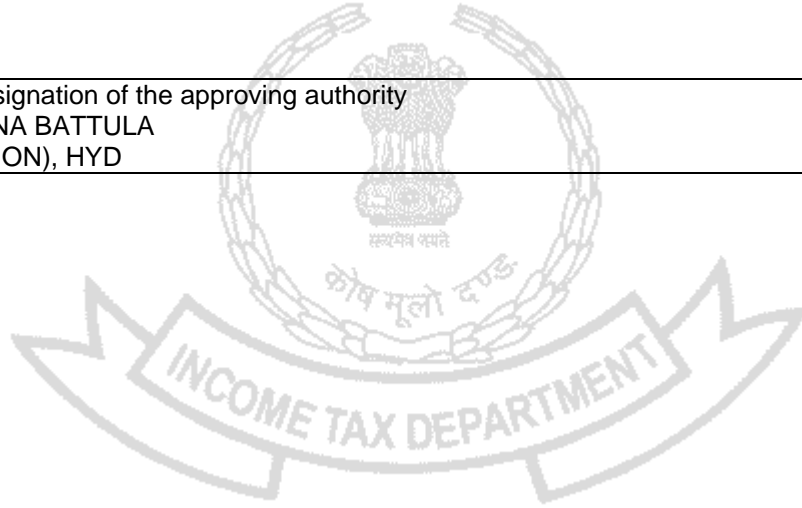 signation of the approving authority
NA BATTULA
ON), HYD
सत्यमेव जयते
कोष मूलो दण्डः
INCOME TAX DEPARTMENT